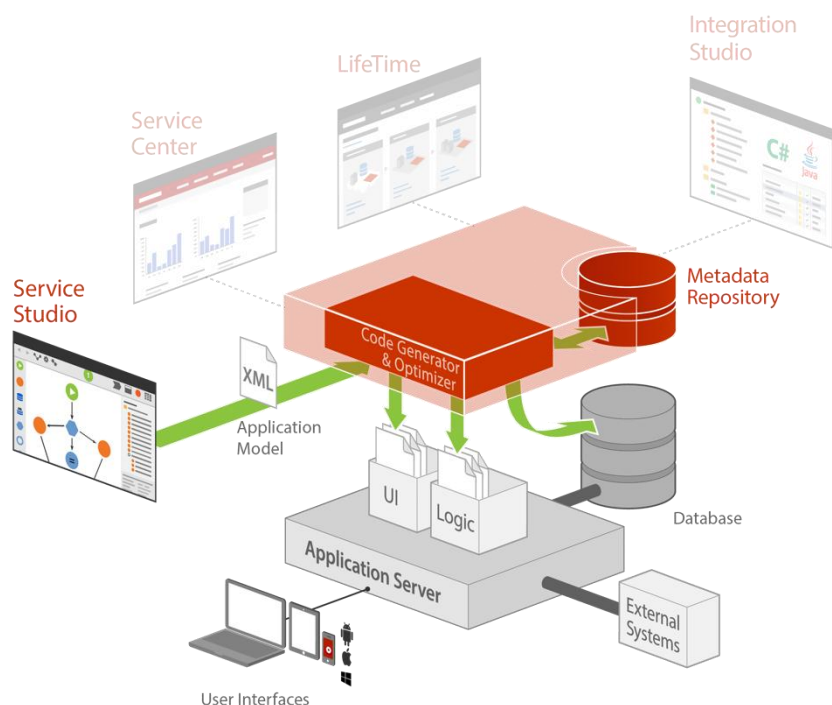 Integration
Studio
LifeTime
Service
Center
C#
Java
Service
Studio
Metadata
Repository
Code Generator
& Optimizer
XML
Application
Model
UI
Logic
Database
Application Server
External
Systems
User Interfaces